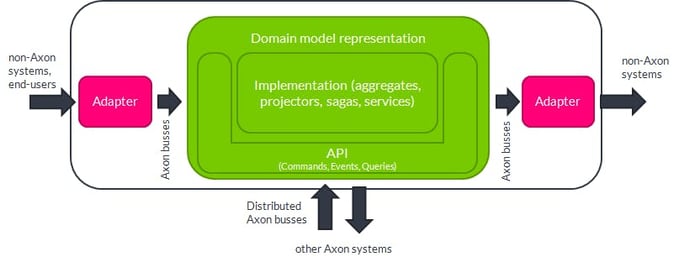 Domain model representation
non-Axon
systems,
end-users
non-Axon
systems
Implementation (aggregates,
projectors, sagas, services)
Adapter
Adapter
Axon busses
Axon busses
API
(Commands, Events, Queries)
Distributed
Axon busses
other Axon systems